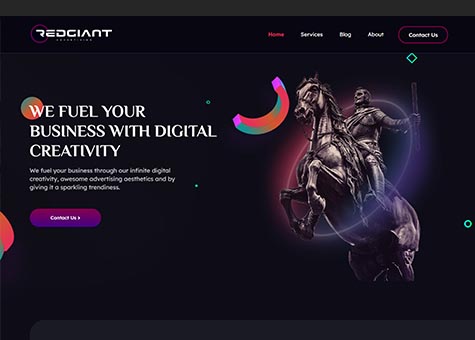 REDGIANT
ADVERTISING
Home
Services
Blog
About
Contact Us
WE FUEL YOUR
BUSINESS WITH DIGITAL
CREATIVITY
We fuel your business through our infinite digital
creativity, awesome advertising aesthetics and by
giving it a sparkling trendiness.
Contact Us >